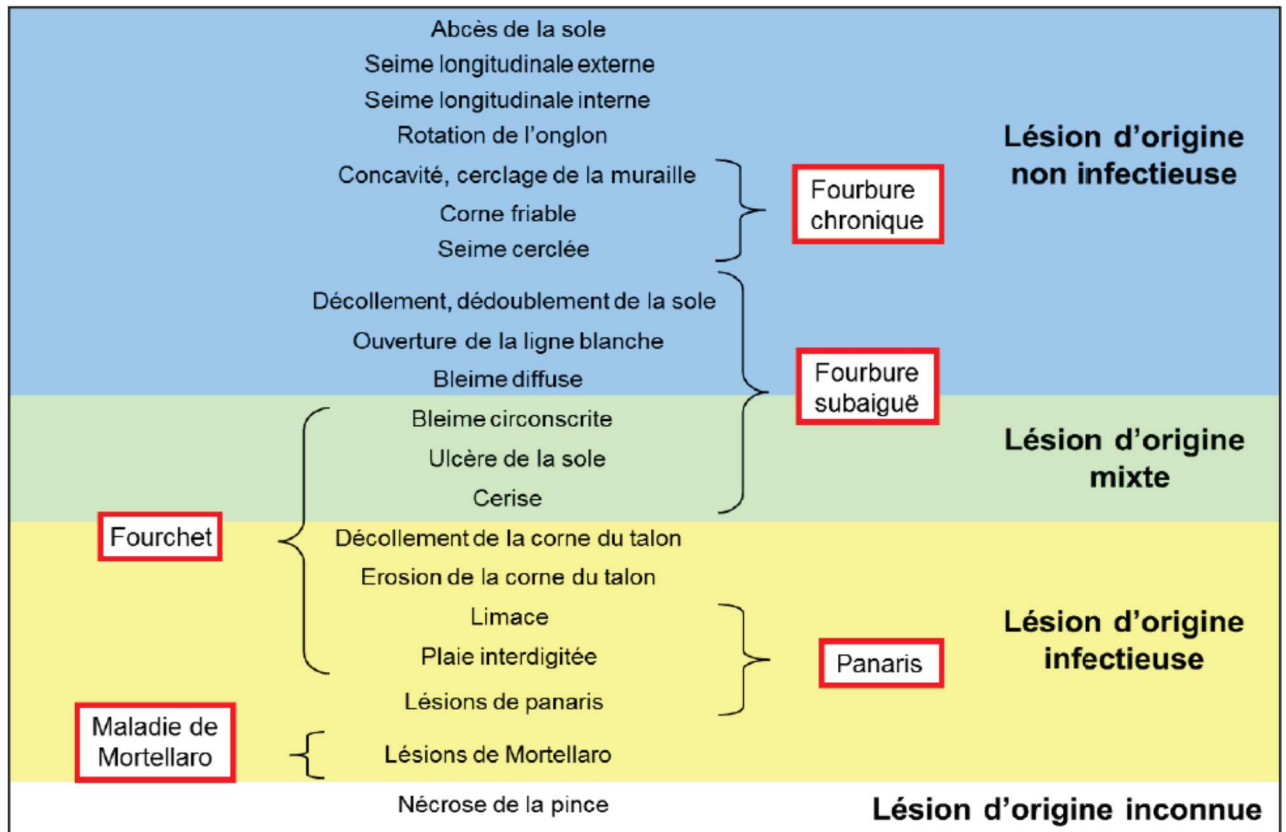 Abcès de la sole
Seime longitudinale externe
Seime longitudinale interne
Rotation de l'onglon
Lésion d'origine
non infectieuse
Concavité, cerclage de la muraille
Corne friable
Seime cerclée
Fourbure
chronique
Décollement, dédoublement de la sole
Ouverture de la ligne blanche
Bleime diffuse
Fourbure
subaiguë
Bleime circonscrite
Ulcère de la sole
Cerise
Lésion d'origine
mixte
Fourchet
Décollement de la corne du talon
Erosion de la corne du talon
Limace
Plaie interdigitée
Lésions de panaris
Panaris
Lésion d'origine
infectieuse
Maladie de
Mortellaro
Lésions de Mortellaro
Nécrose de la pince
Lésion d'origine inconnue